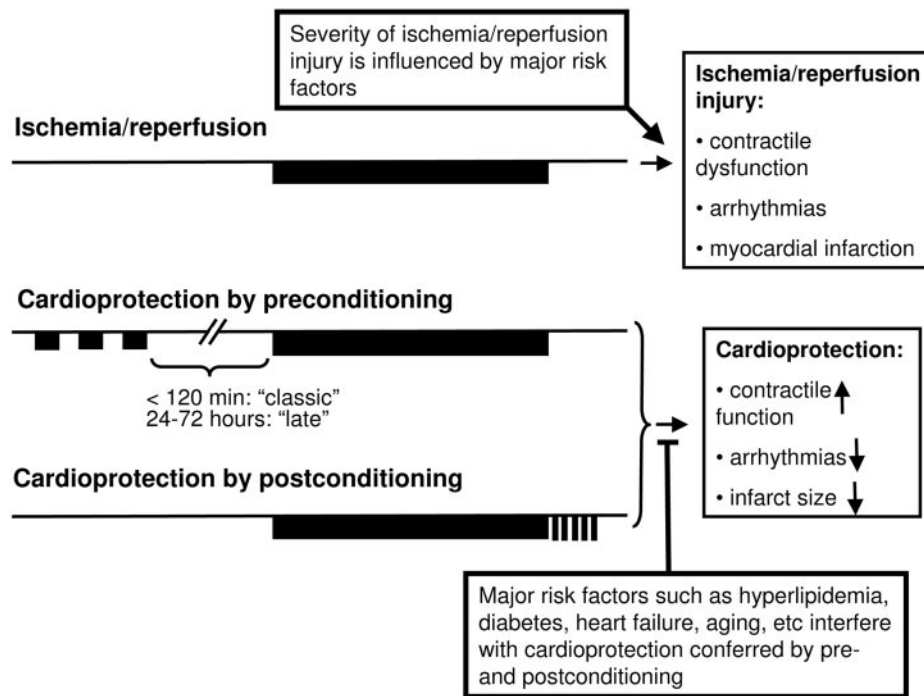 Severity of ischemia/reperfusion
injury is influenced by major risk
factors
Ischemia/reperfusion
injury:
• contractile
dysfunction
• arrhythmias
• myocardial infarction
Ischemia/reperfusion
Cardioprotection by preconditioning
< 120 min: “classic”
24-72 hours: “late”
Cardioprotection:
• contractile
function
• arrhythmias
• infarct size
Cardioprotection by postconditioning
Major risk factors such as hyperlipidemia,
diabetes, heart failure, aging, etc interfere
with cardioprotection conferred by pre-
and postconditioning